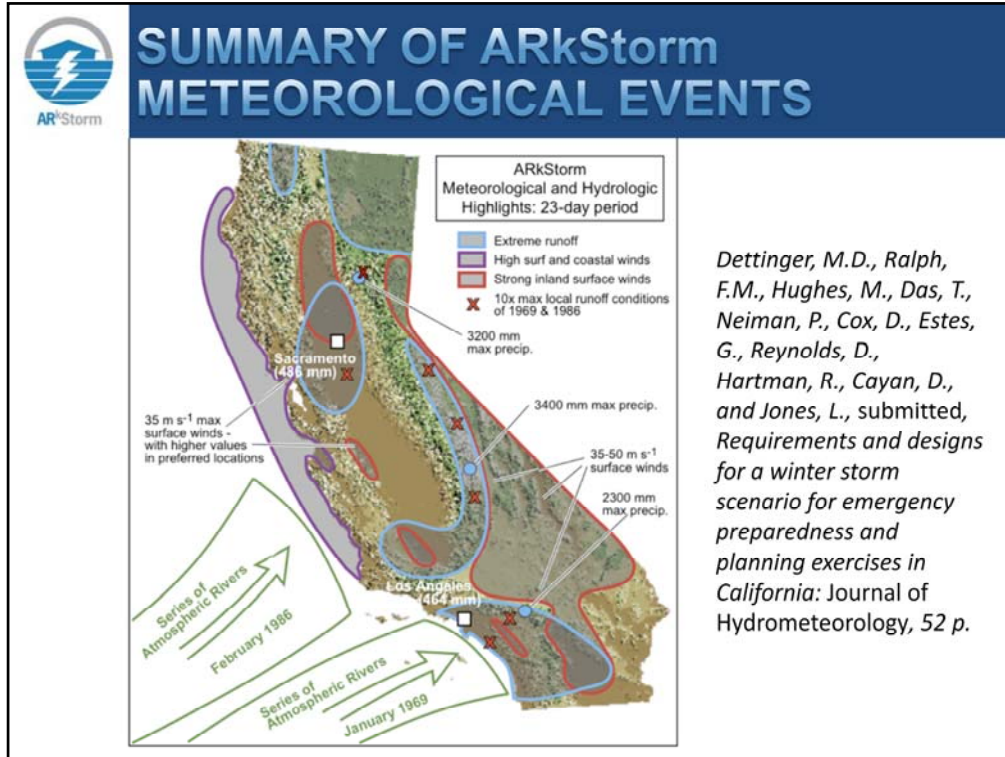 ARkStorm
SUMMARY OF ARkStorm
METEOROLOGICAL EVENTS
ARkStorm
Meteorological and Hydrologic
Highlights: 23-day period
Extreme runoff
High surf and coastal winds
Strong inland surface winds
10x max local runoff conditions
of 1969 & 1986
3200 mm
max precip.
Sacramento
(486 mm)
35 m s⁻¹ max
surface winds -
with higher values
in preferred locations
3400 mm max precip.
35-50 m s⁻¹
surface winds
2300 mm
max precip.
Los Angeles
(464 mm)
Series of
Atmospheric Rivers
February 1986
Series of
Atmospheric Rivers
January 1969
Dettinger, M.D., Ralph,
F.M., Hughes, M., Das, T.,
Neiman, P., Cox, D., Estes,
G., Reynolds, D.,
Hartman, R., Cayan, D.,
and Jones, L., submitted,
Requirements and designs
for a winter storm
scenario for emergency
preparedness and
planning exercises in
California: Journal of
Hydrometeorology, 52 p.